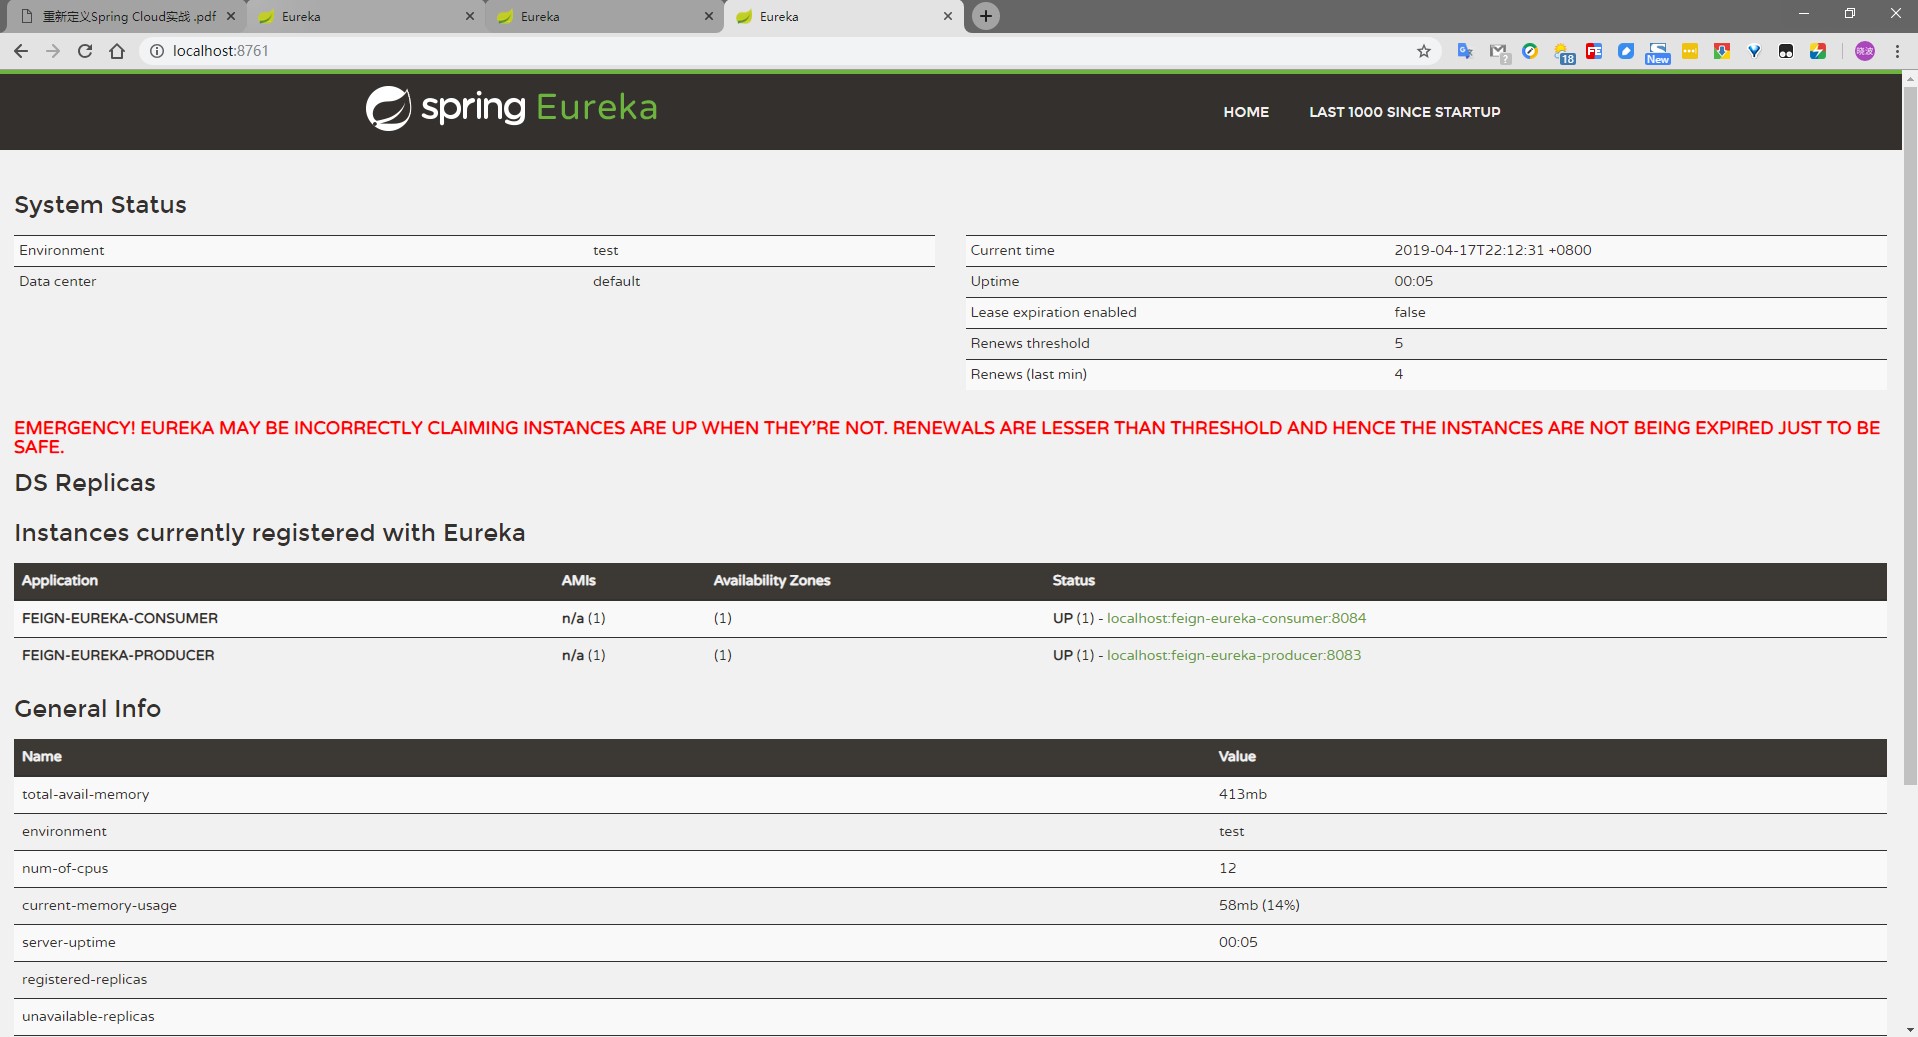 重新定义Spring Cloud实战 .pdf
Eureka
Eureka
Eureka
localhost:8761
18
FE
New
晓波
spring Eureka
HOME
LAST 1000 SINCE STARTUP
System Status
Environment test
Data center default
Current time 2019-04-17T22:12:31 +0800
Uptime 00:05
Lease expiration enabled false
Renews threshold 5
Renews (last min) 4
EMERGENCY! EUREKA MAY BE INCORRECTLY CLAIMING INSTANCES ARE UP WHEN THEY'RE NOT. RENEWALS ARE LESSER THAN THRESHOLD AND HENCE THE INSTANCES ARE NOT BEING EXPIRED JUST TO BE
SAFE.
DS Replicas
Instances currently registered with Eureka
Application AMIs Availability Zones Status
FEIGN-EUREKA-CONSUMER n/a (1) (1) UP (1) - localhost:feign-eureka-consumer:8084
FEIGN-EUREKA-PRODUCER n/a (1) (1) UP (1) - localhost:feign-eureka-producer:8083
General Info
Name Value
total-avail-memory 413mb
environment test
num-of-cpus 12
current-memory-usage 58mb (14%)
server-uptime 00:05
registered-replicas
unavailable-replicas